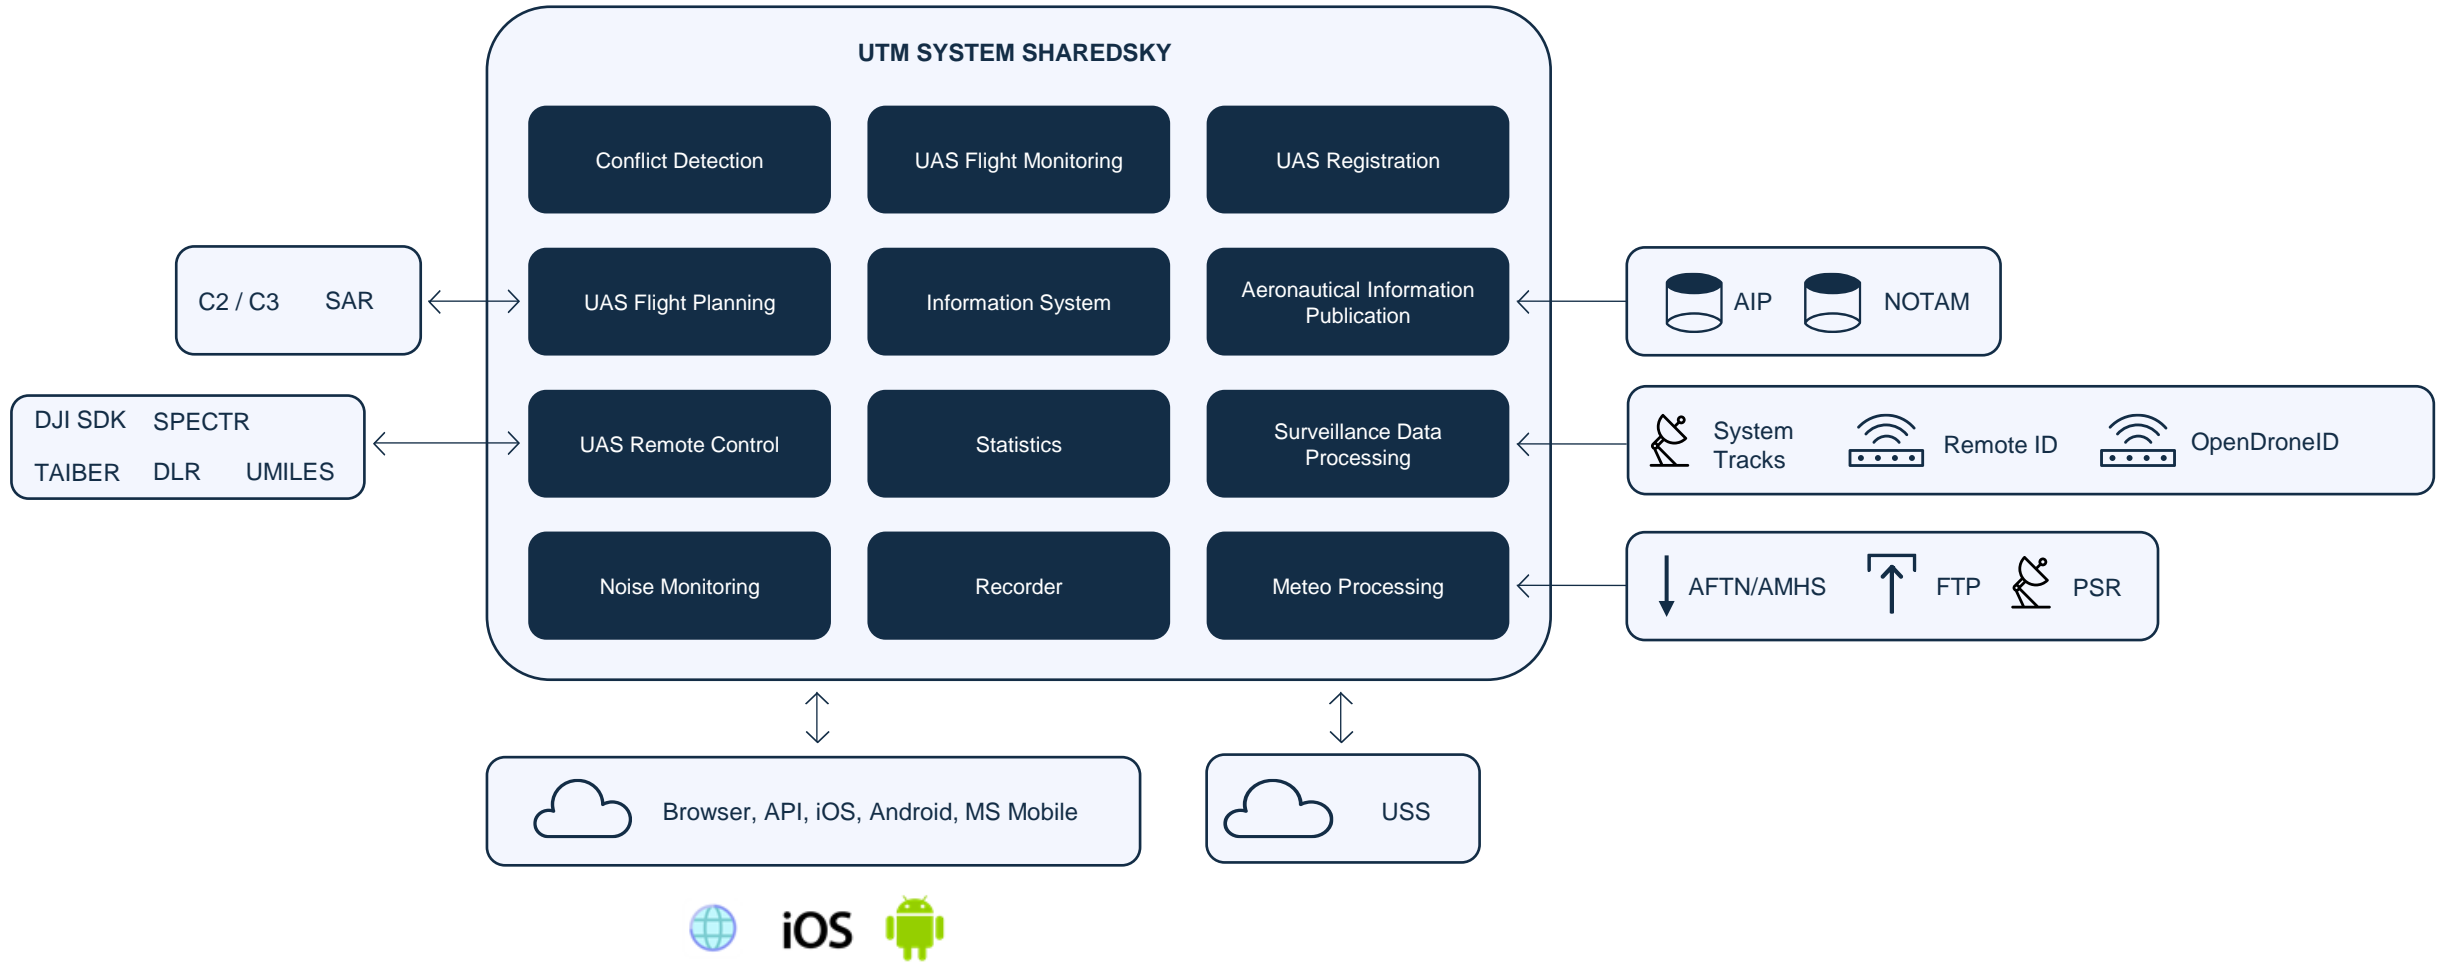 UTM SYSTEM SHAREDSKY
Conflict Detection
UAS Flight Monitoring
UAS Registration
C2 / C3
SAR
UAS Flight Planning
Information System
Aeronautical Information
Publication
AIP
NOTAM
DJI SDK
SPECTR
TAIBER
DLR
UMILES
UAS Remote Control
Statistics
Surveillance Data
Processing
System
Tracks
Remote ID
OpenDroneID
Noise Monitoring
Recorder
Meteo Processing
AFTN/AMHS
FTP
PSR
Browser, API, iOS, Android, MS Mobile
USS
iOS